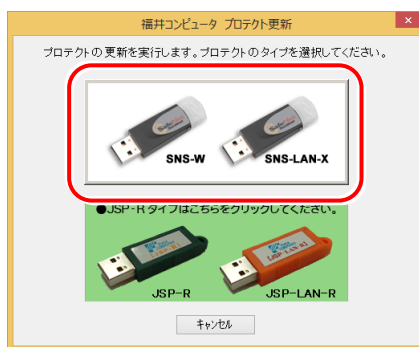 福井コンピュータ プロテクト更新
×
プロテクトの更新を実行します。プロテクトのタイプを選択してください。
SNS-W SNS-LAN-X
●JSP-Rタイプはこちらをクリックしてください。
[JSP-LAN-R]
JSP-R JSP-LAN-R
キャンセル